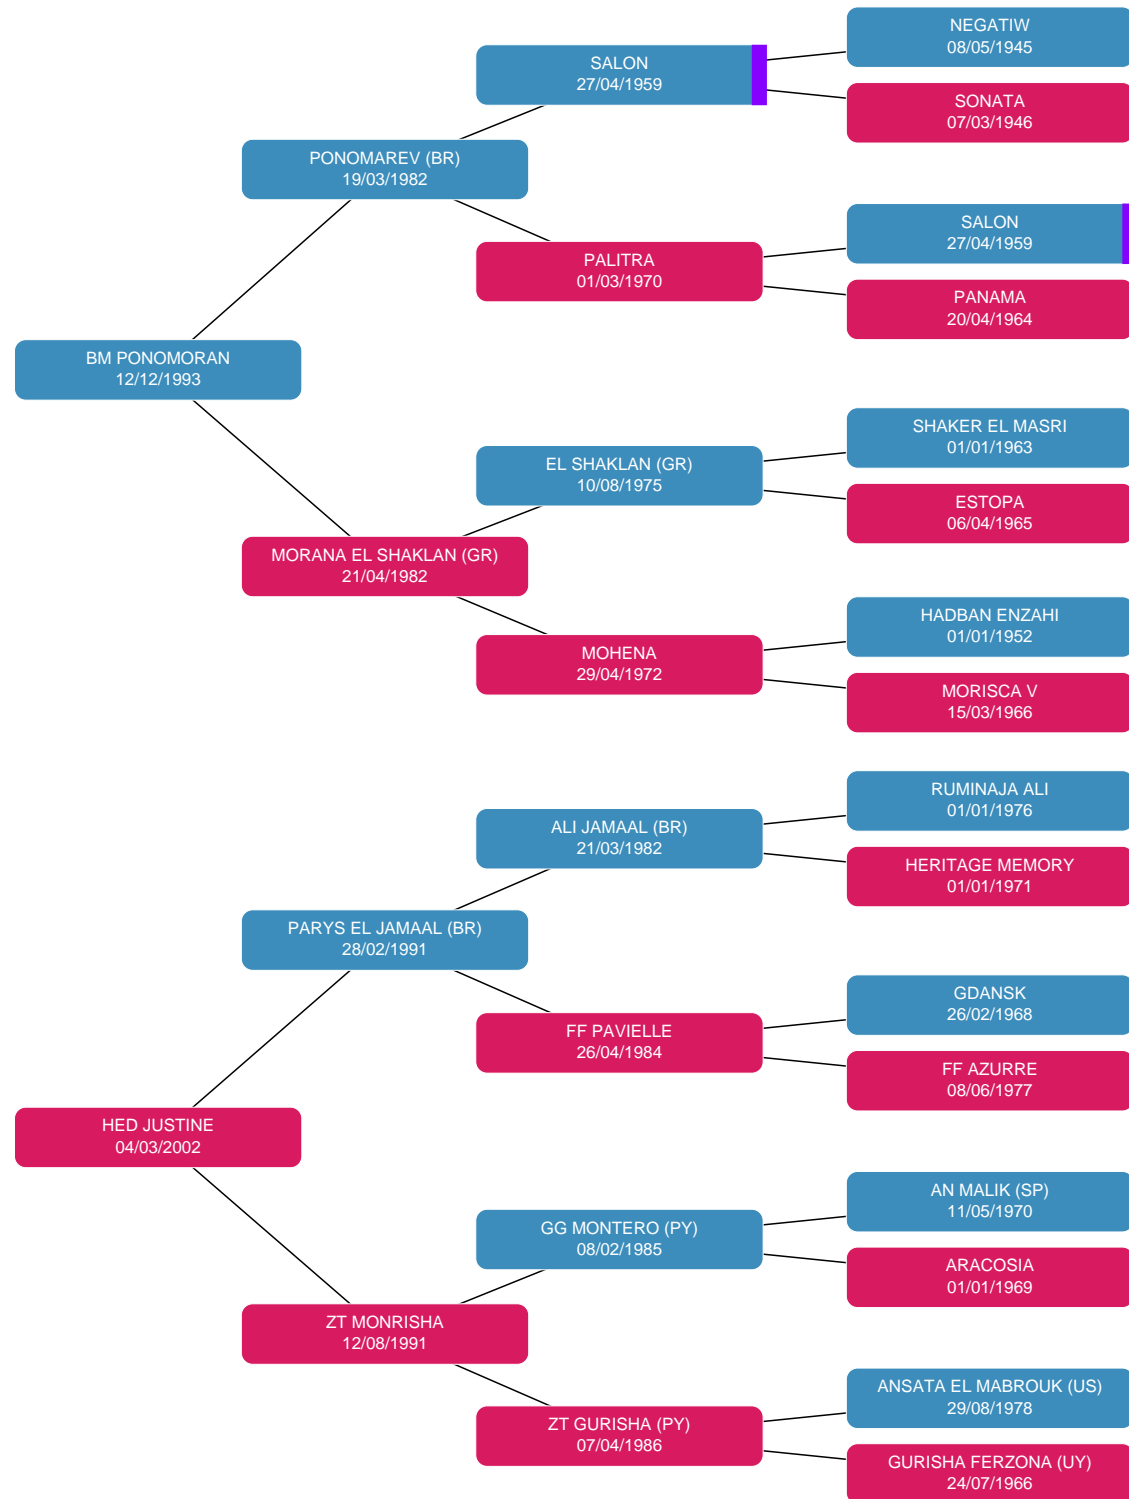 NEGATIW
08/05/1945
SALON
27/04/1959
SONATA
07/03/1946
PONOMAREV (BR)
19/03/1982
SALON
27/04/1959
PALITRA
01/03/1970
PANAMA
20/04/1964
BM PONOMORAN
12/12/1993
SHAKER EL MASRI
01/01/1963
EL SHAKLAN (GR)
10/08/1975
ESTOPA
06/04/1965
MORANA EL SHAKLAN (GR)
21/04/1982
HADBAN ENZAHI
01/01/1952
MOHENA
29/04/1972
MORISCA V
15/03/1966
RUMINAJA ALI
01/01/1976
ALI JAMAAL (BR)
21/03/1982
HERITAGE MEMORY
01/01/1971
PARYS EL JAMAAL (BR)
28/02/1991
GDANSK
26/02/1968
FF PAVIELLE
26/04/1984
FF AZURRE
08/06/1977
HED JUSTINE
04/03/2002
AN MALIK (SP)
11/05/1970
GG MONTERO (PY)
08/02/1985
ARACOSIA
01/01/1969
ZT MONRISHA
12/08/1991
ANSATA EL MABROUK (US)
29/08/1978
ZT GURISHA (PY)
07/04/1986
GURISHA FERZONA (UY)
24/07/1966